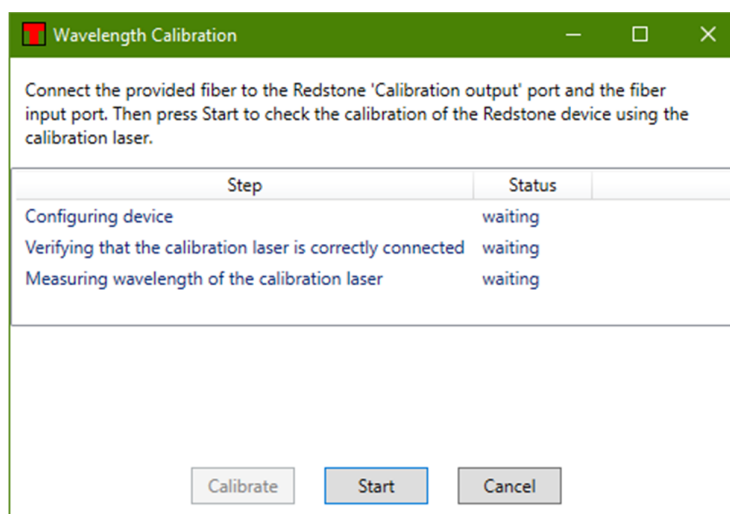 Wavelength Calibration
Connect the provided fiber to the Redstone 'Calibration output' port and the fiber
input port. Then press Start to check the calibration of the Redstone device using the
calibration laser.
Step Status
Configuring device waiting
Verifying that the calibration laser is correctly connected waiting
Measuring wavelength of the calibration laser waiting
Calibrate Start Cancel